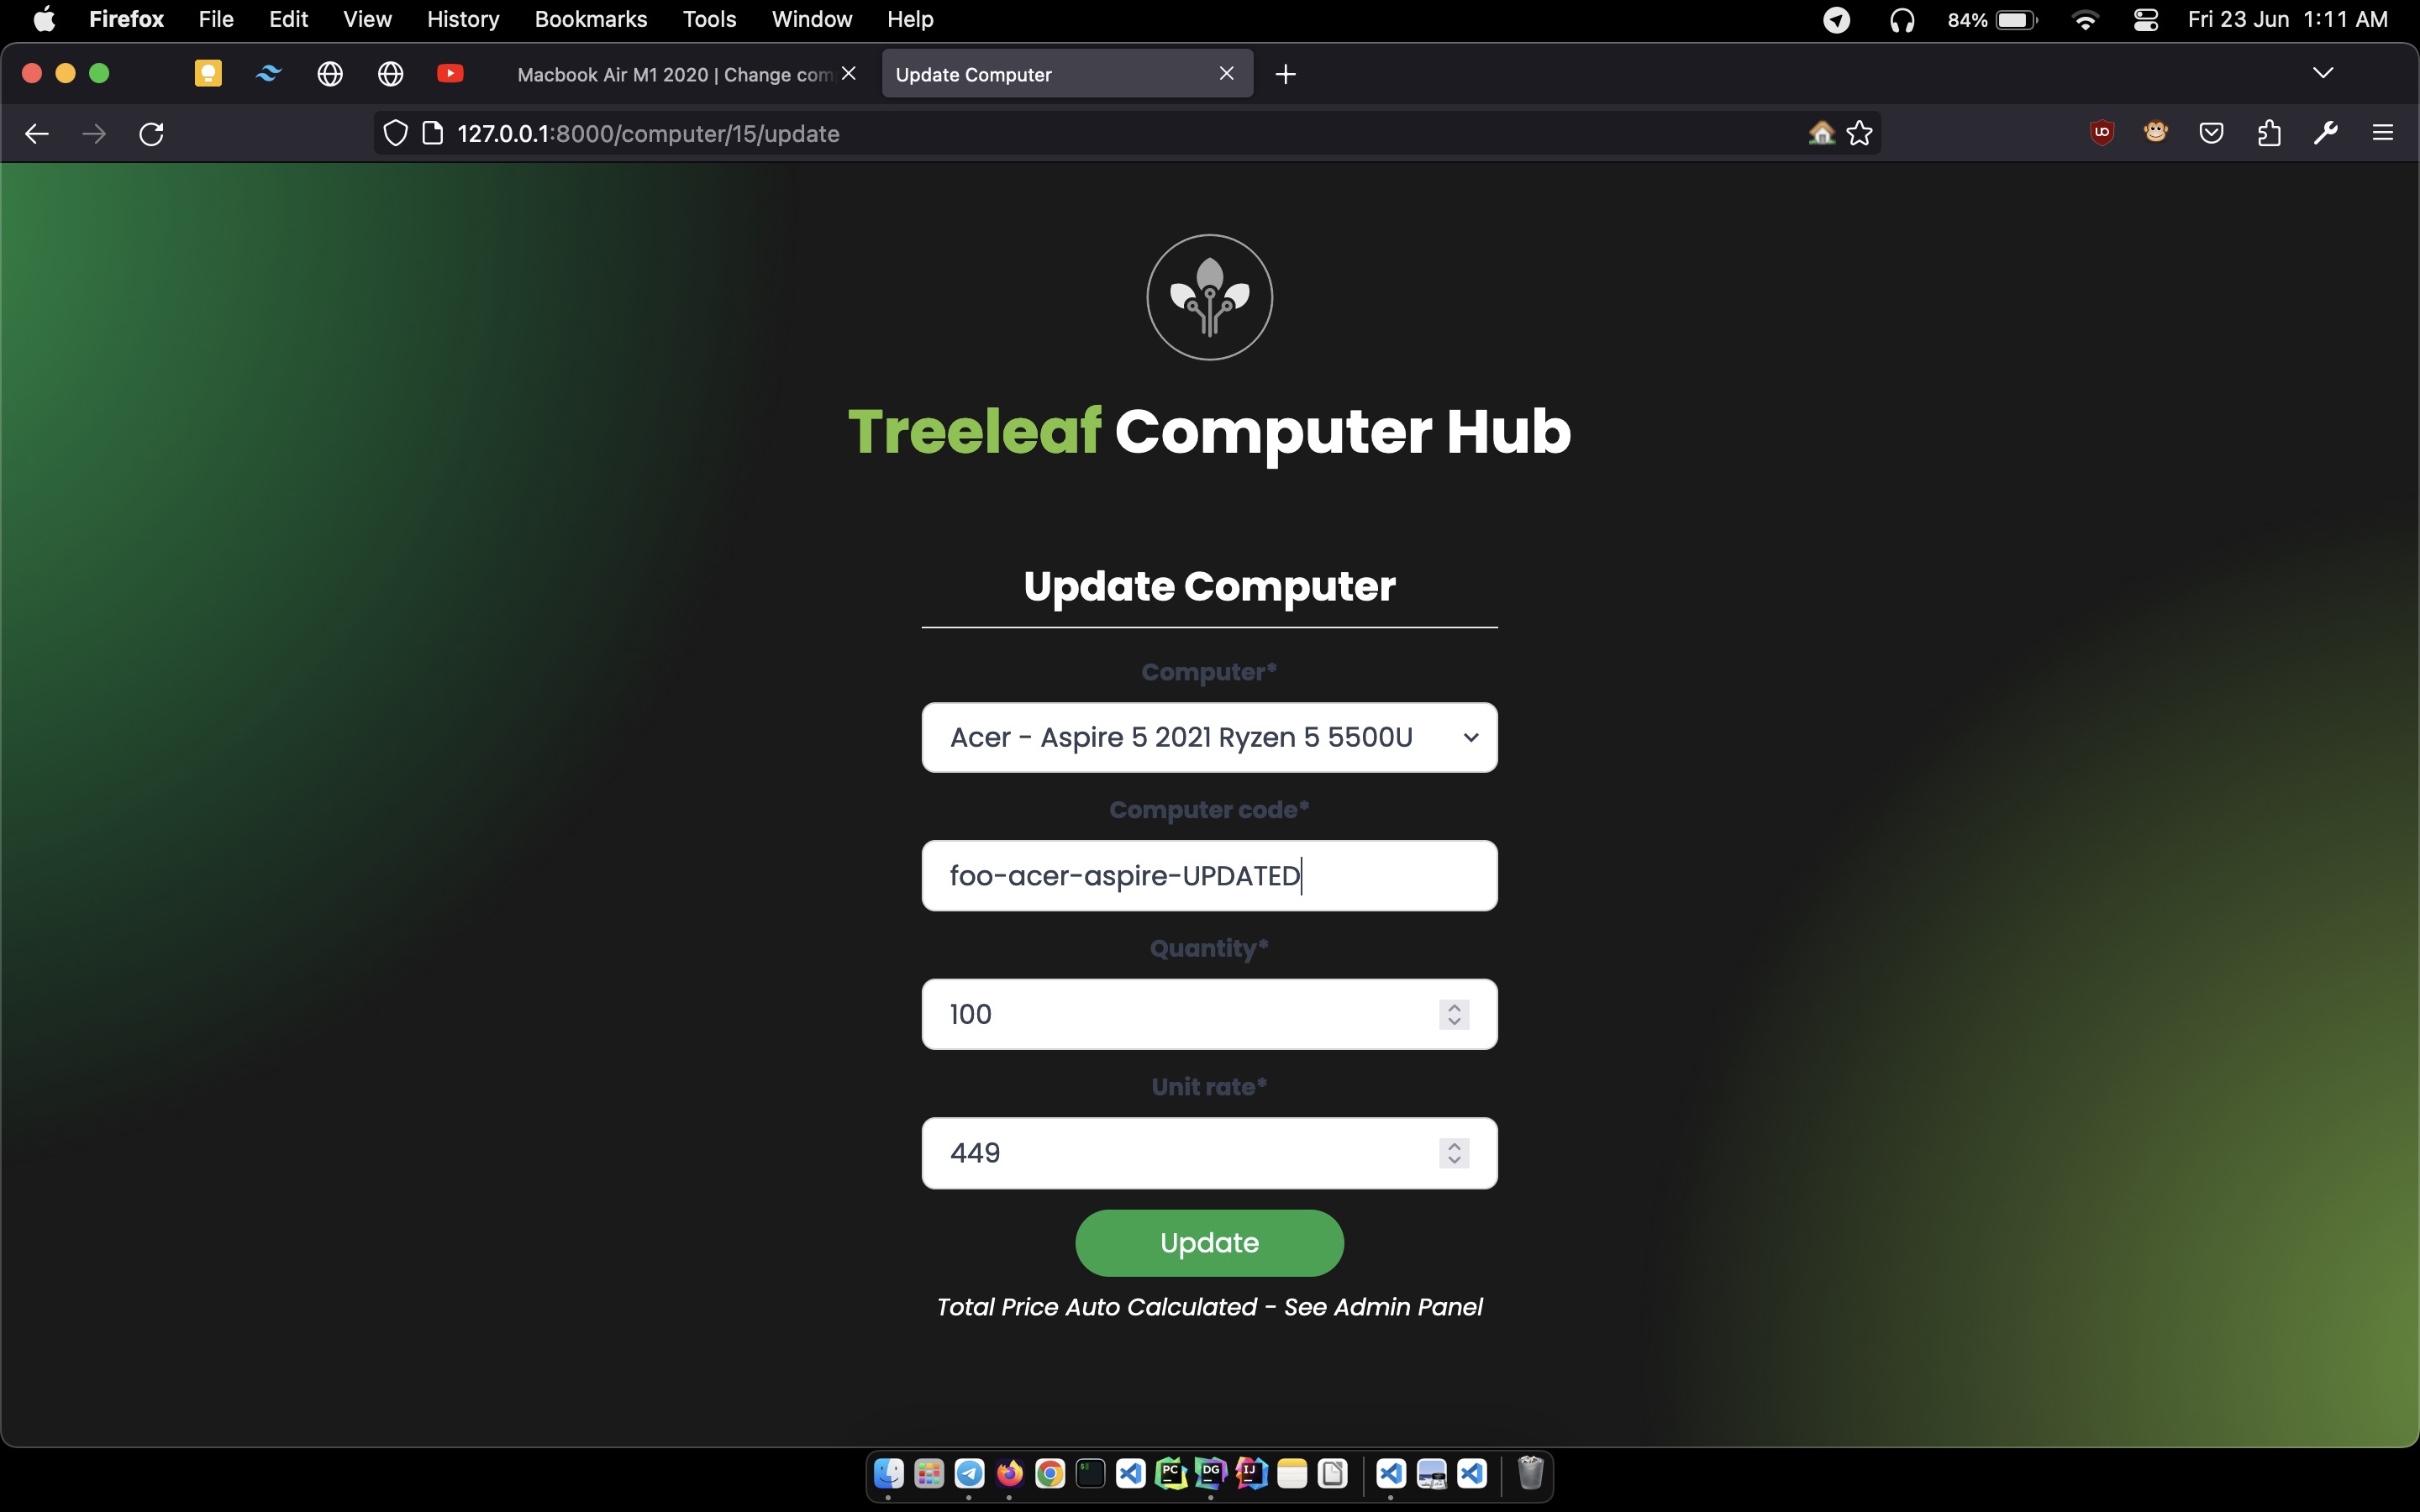 Firefox File Edit View History Bookmarks Tools Window Help 84% Fri 23 Jun 1:11 AM
Macbook Air M1 2020 | Change com Update Computer
127.0.0.1:8000/computer/15/update
Treeleaf Computer Hub
Update Computer
Computer*
Acer - Aspire 5 2021 Ryzen 5 5500U
Computer code*
foo-acer-aspire-UPDATED
Quantity*
100
Unit rate*
449
Update
Total Price Auto Calculated - See Admin Panel
PC DG IJ